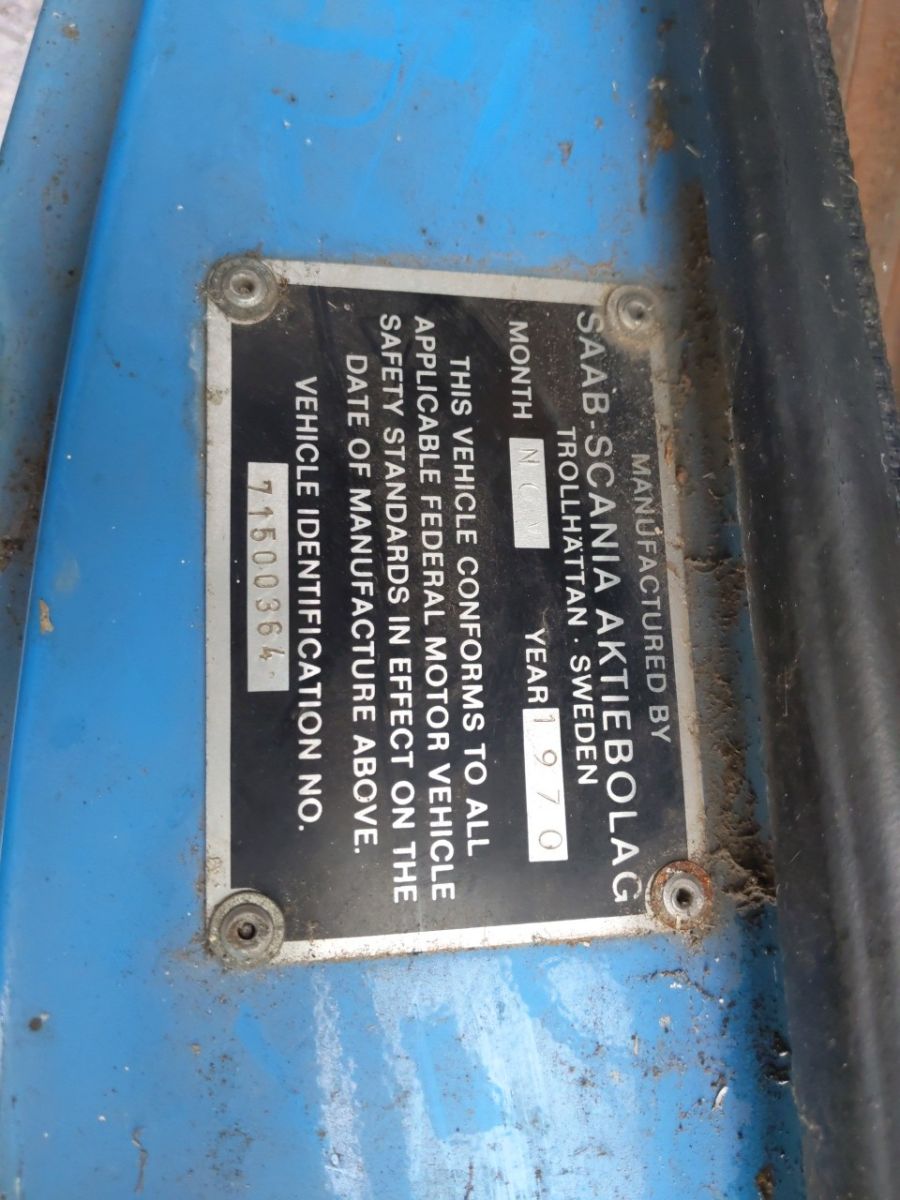 MANUFACTURED BY
SAAB-SCANIA AKTIEBOLAG
TROLLHÄTTAN · SWEDEN
MONTH NOV YEAR 1970
THIS VEHICLE CONFORMS TO ALL
APPLICABLE FEDERAL MOTOR VEHICLE
SAFETY STANDARDS IN EFFECT ON THE
DATE OF MANUFACTURE ABOVE.
VEHICLE IDENTIFICATION NO.
71500364.